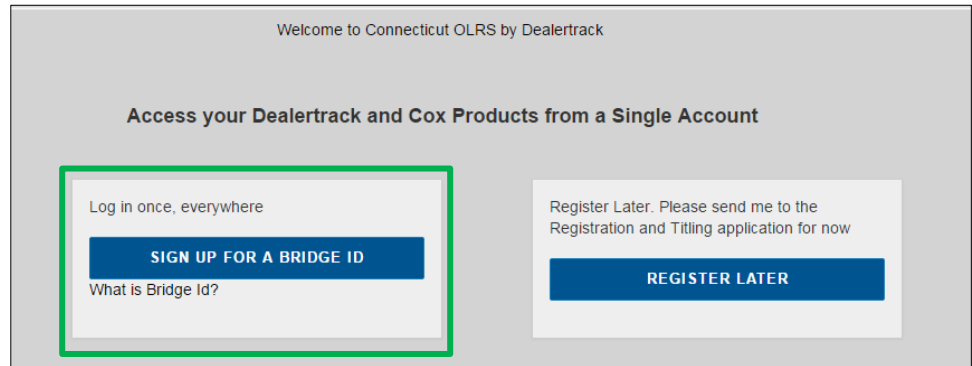 Welcome to Connecticut OLRS by Dealertrack
Access your Dealertrack and Cox Products from a Single Account
Log in once, everywhere
SIGN UP FOR A BRIDGE ID
What is Bridge Id?
Register Later. Please send me to the
Registration and Titling application for now
REGISTER LATER